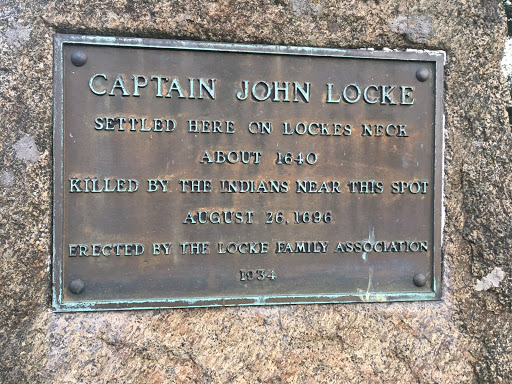 CAPTAIN JOHN LOCKE
SETTLED HERE ON LOCKES NECK
ABOUT 1640
KILLED BY THE INDIANS NEAR THIS SPOT
AUGUST 26, 1696
ERECTED BY THE LOCKE FAMILY ASSOCIATION
1934